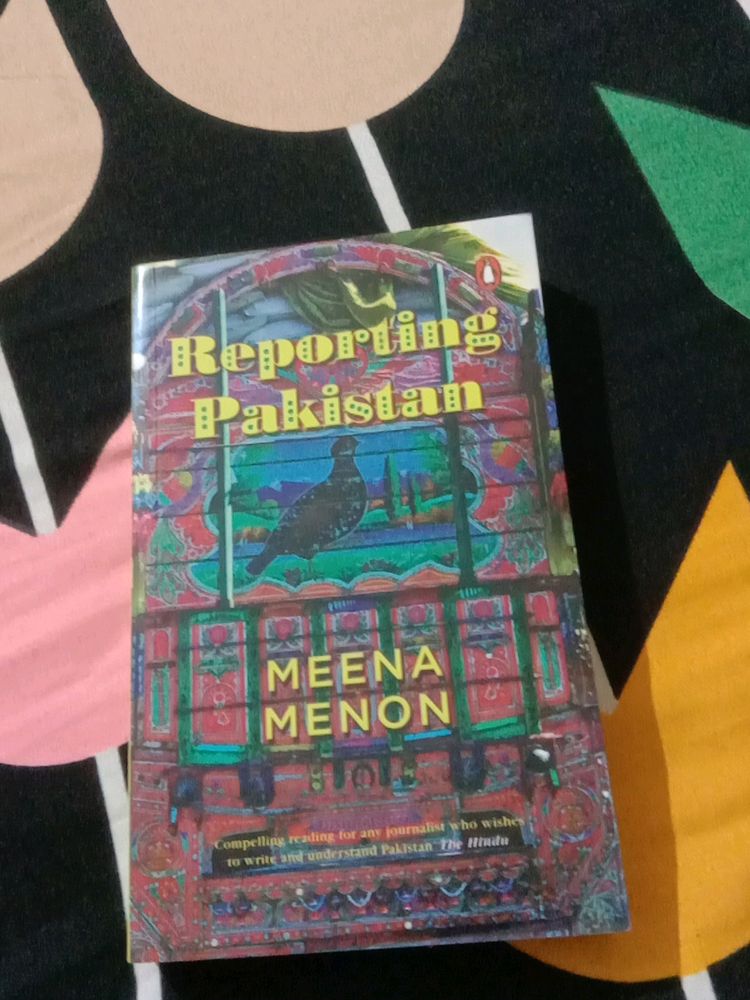 Reporting
Pakistan
MEENA
MENON
Compelling reading for any journalist who wishes
to write and understand Pakistan The Hindu